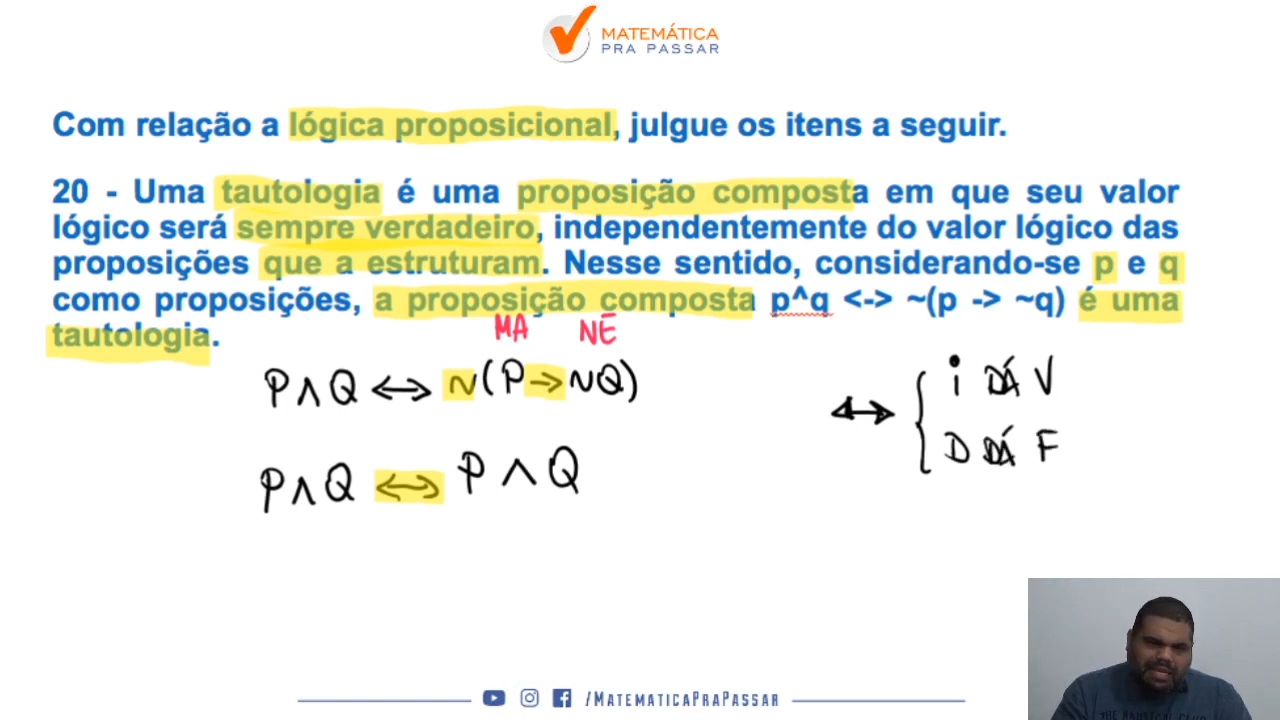 MATEMÁTICA
PRA PASSAR
Com relação a lógica proposicional, julgue os itens a seguir.
20 - Uma tautologia é uma proposição composta em que seu valor
lógico será sempre verdadeiro, independentemente do valor lógico das
proposições que a estruturam. Nesse sentido, considerando-se p e q
como proposições, a proposição composta p^q <-> ~(p -> ~q) é uma
tautologia.
MA NE
P ∧ Q ↔ ~(P → ~Q)
i DÁ V
↔
D DÁ F
P ∧ Q ↔ P ∧ Q
/MATEMATICAPRAPASSAR